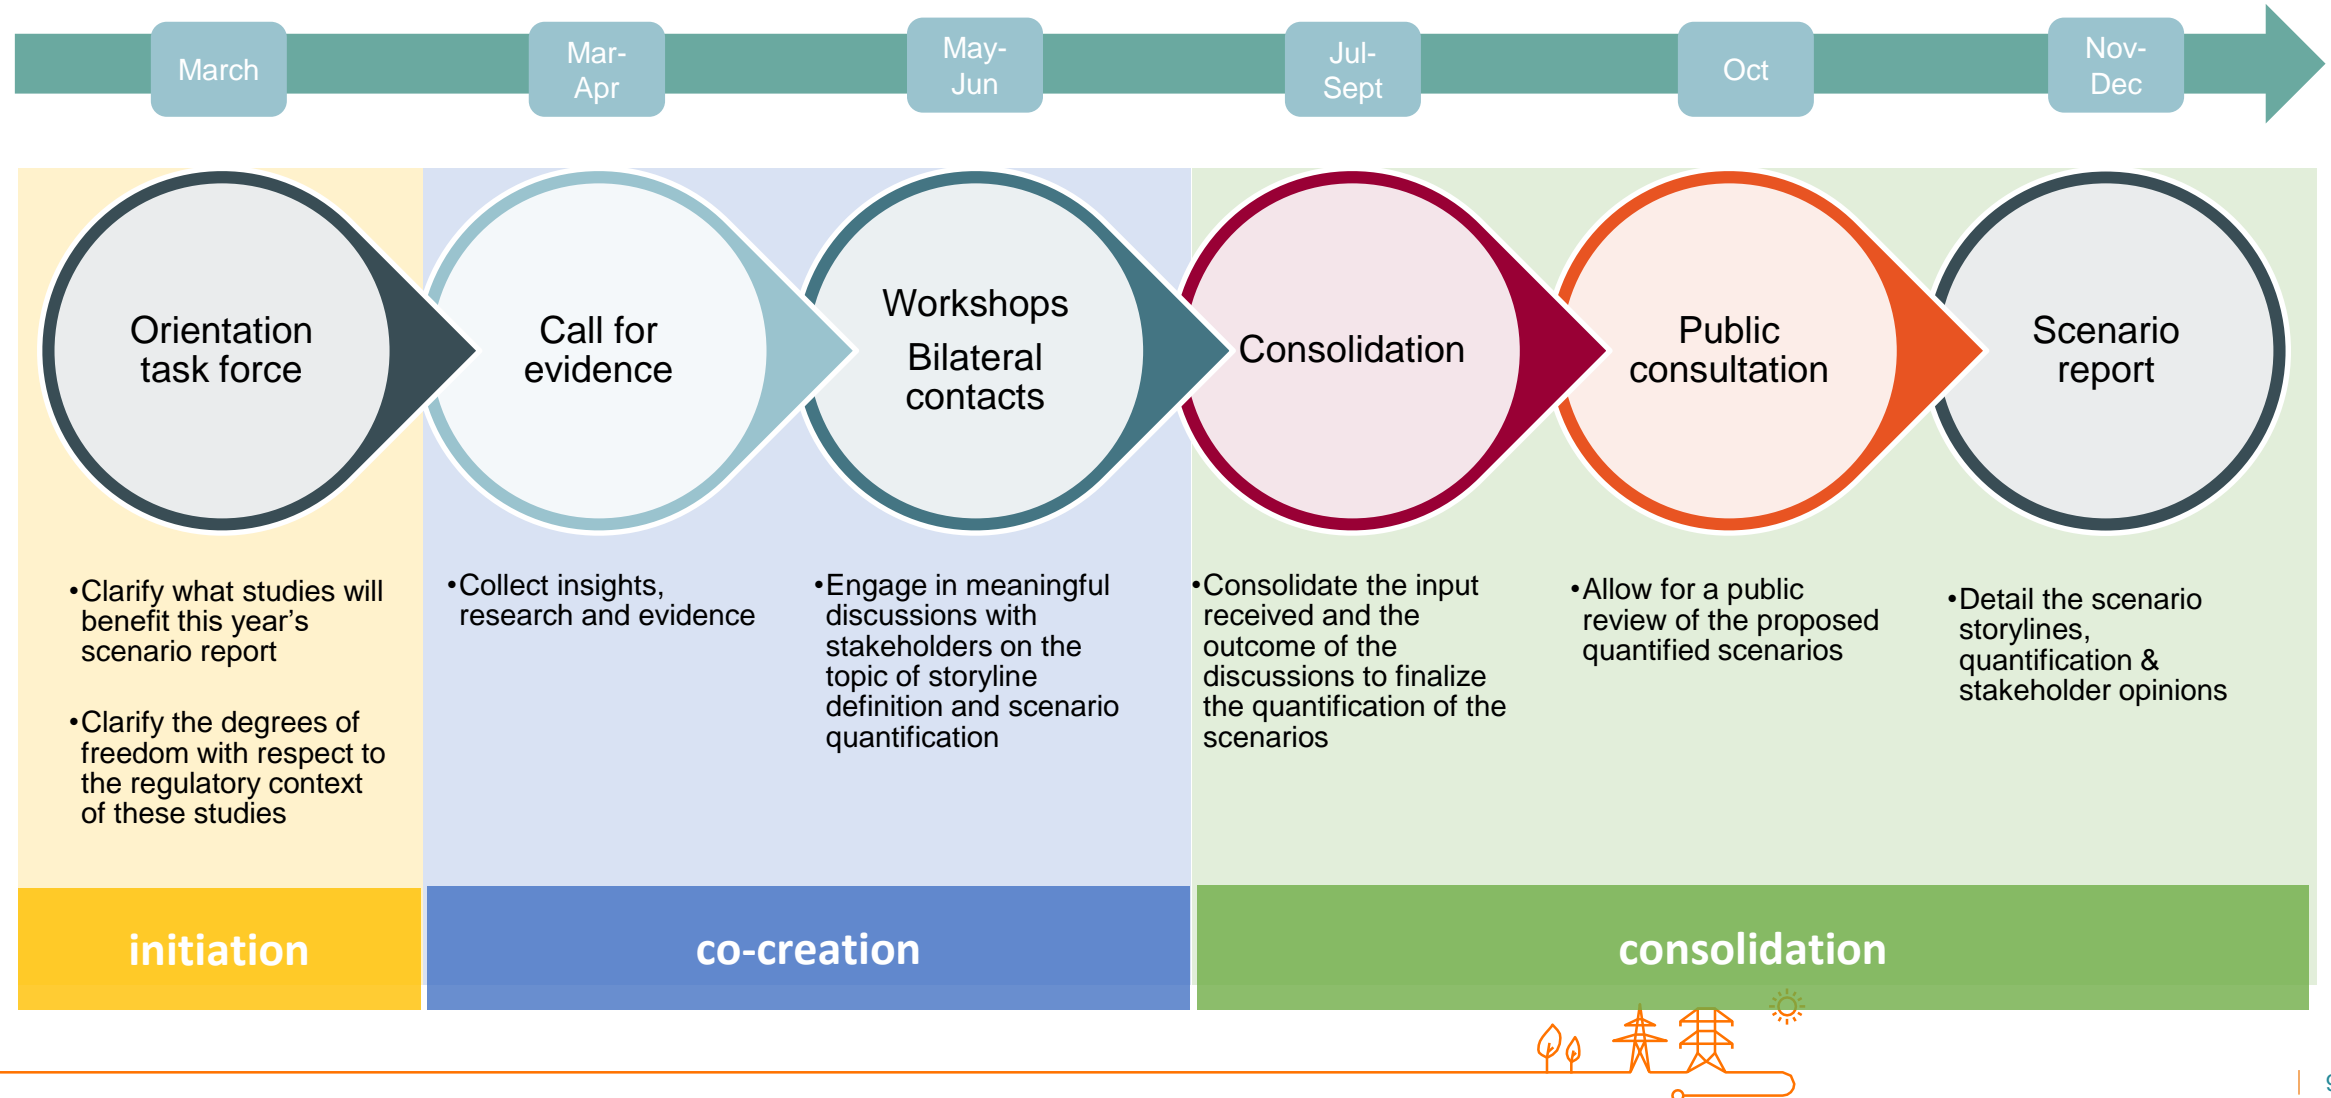 March
Mar-
Apr
May-
Jun
Jul-
Sept
Oct
Nov-
Dec
Orientation
task force
Call for
evidence
Workshops
Bilateral
contacts
Consolidation
Public
consultation
Scenario
report
•Clarify what studies will
benefit this year’s
scenario report
•Clarify the degrees of
freedom with respect to
the regulatory context
of these studies
•Collect insights,
research and evidence
•Engage in meaningful
discussions with
stakeholders on the
topic of storyline
definition and scenario
quantification
•Consolidate the input
received and the
outcome of the
discussions to finalize
the quantification of the
scenarios
•Allow for a public
review of the proposed
quantified scenarios
•Detail the scenario
storylines,
quantification &
stakeholder opinions
initiation
co-creation
consolidation